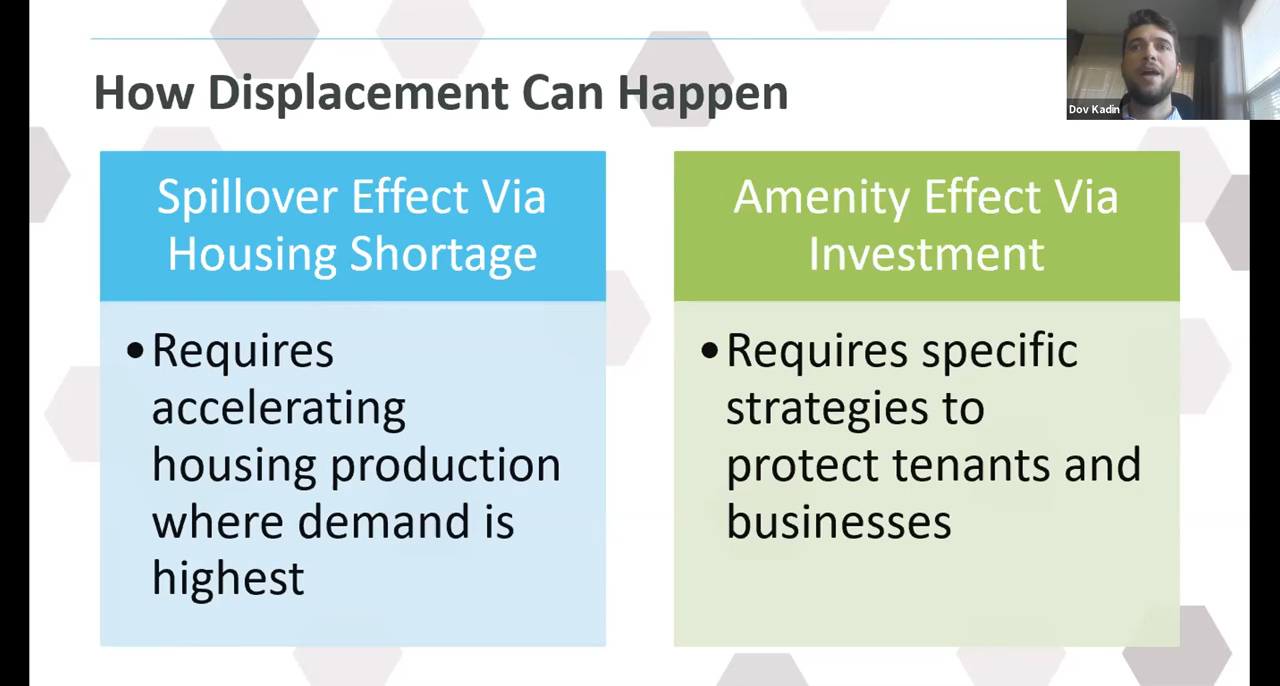 How Displacement Can Happen
Dov Kadin
Spillover Effect Via
Housing Shortage
•Requires
accelerating
housing production
where demand is
highest
Amenity Effect Via
Investment
•Requires specific
strategies to
protect tenants and
businesses